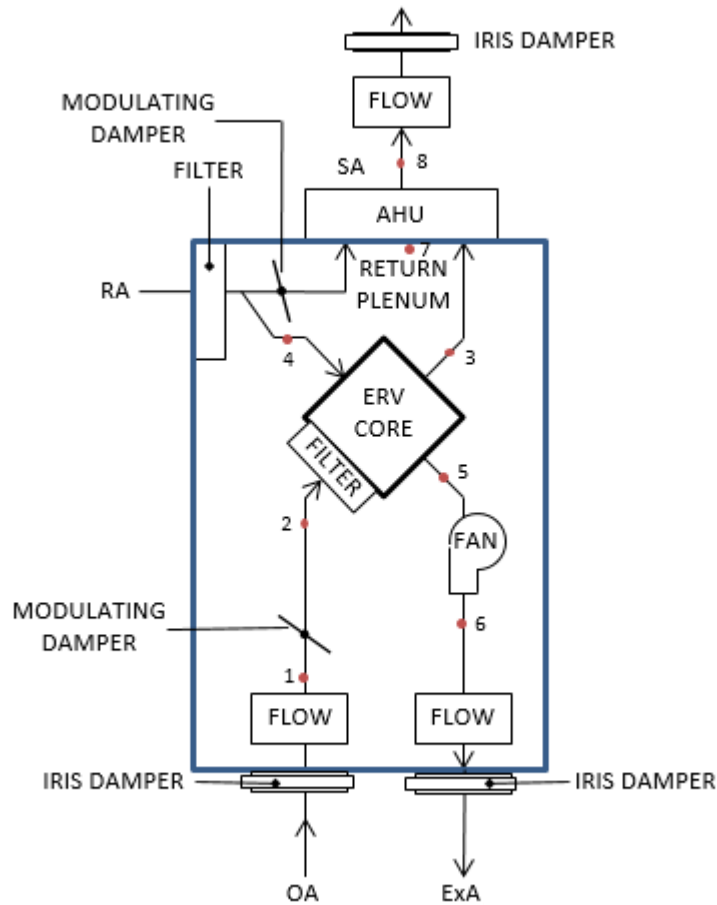 IRIS DAMPER
FLOW
MODULATING
DAMPER
FILTER
SA
8
AHU
7
RETURN
PLENUM
RA
4
3
ERV
CORE
FILTER
5
2
FAN
MODULATING
DAMPER
6
1
FLOW
FLOW
IRIS DAMPER
IRIS DAMPER
OA
ExA